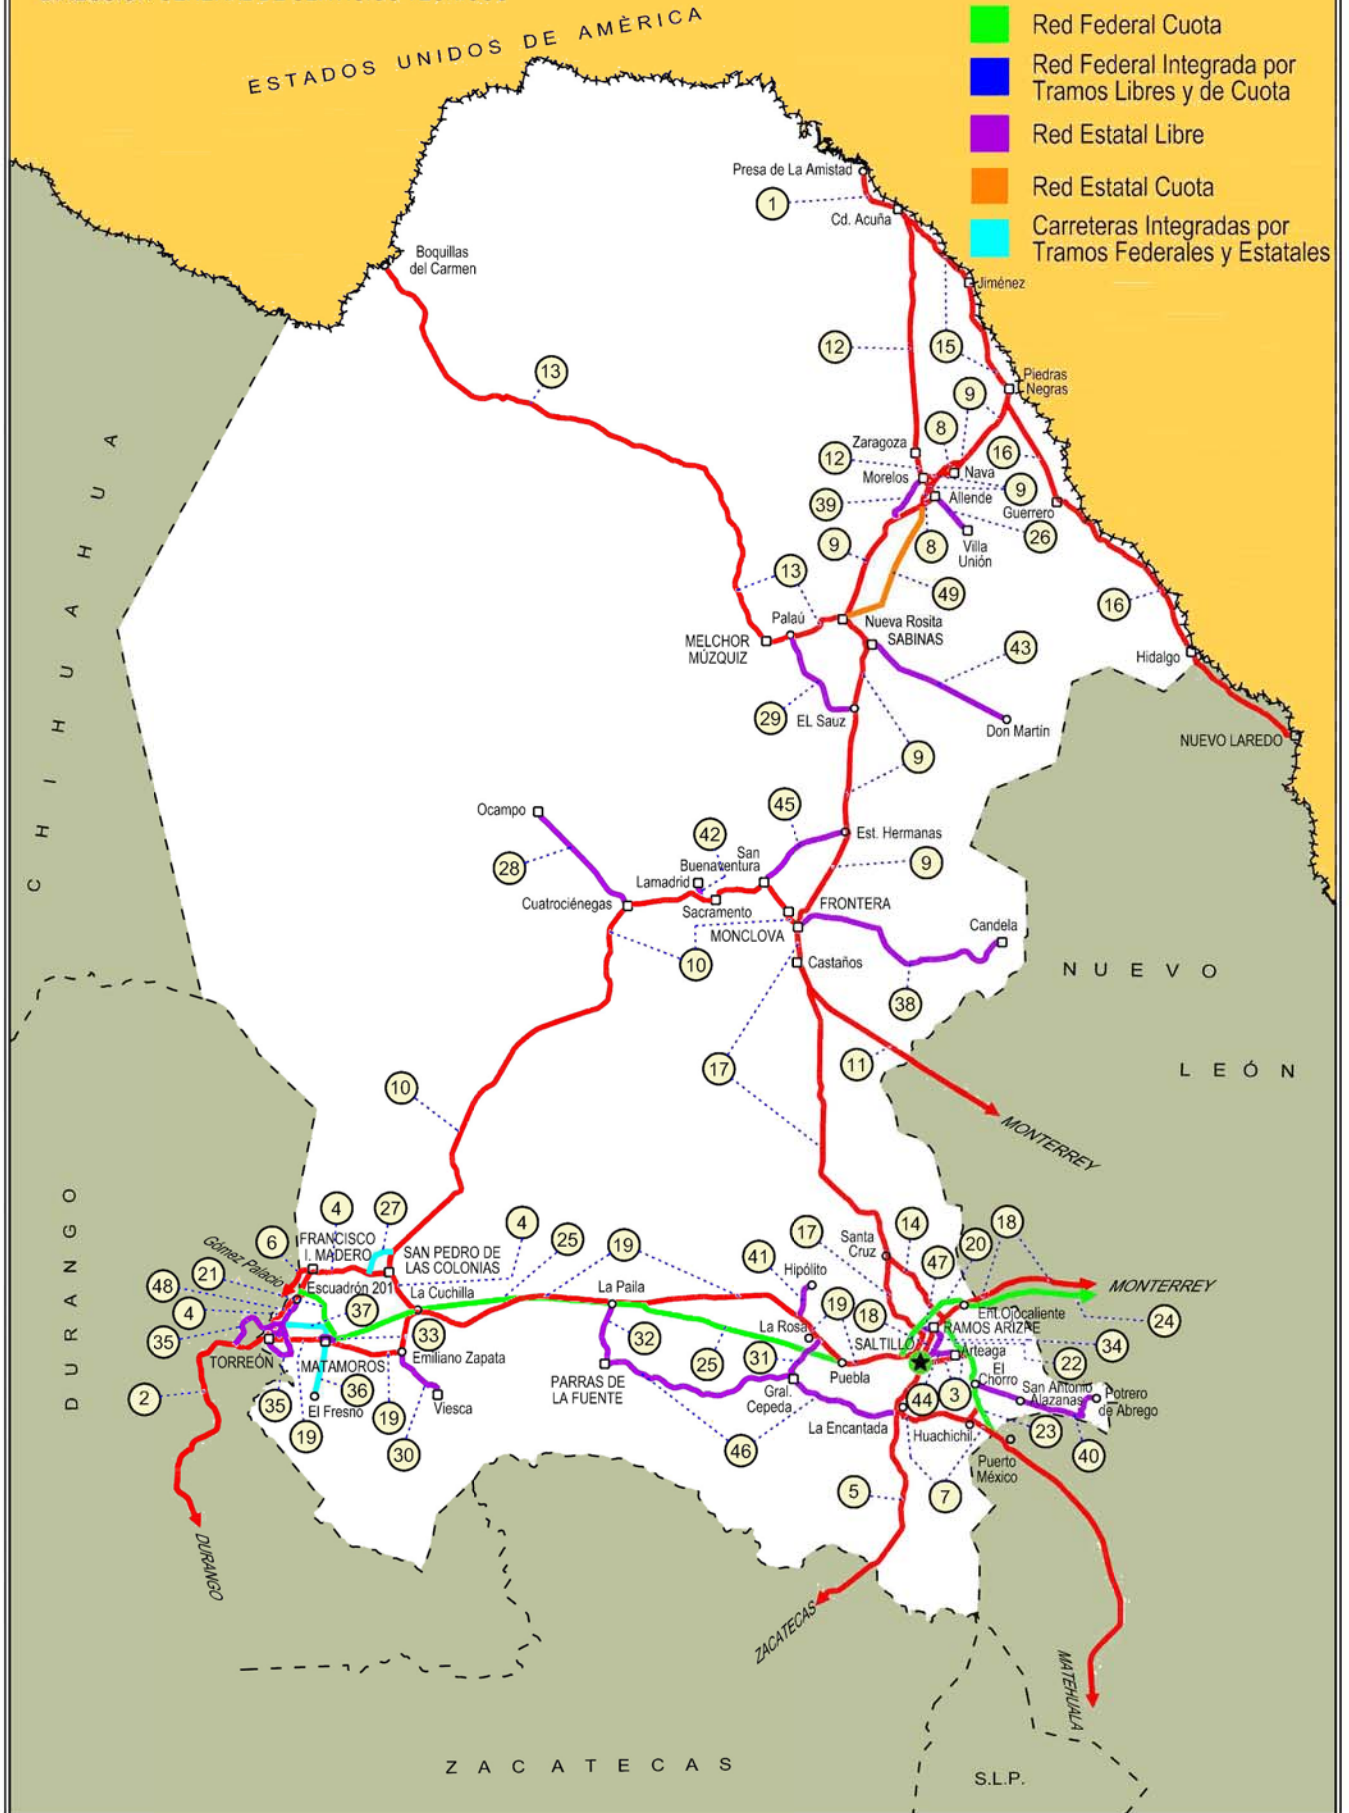 ESTADOS UNIDOS DE AMÈRICA
Red Federal Cuota
Red Federal Integrada por
Tramos Libres y de Cuota
Red Estatal Libre
Red Estatal Cuota
Carreteras Integradas por
Tramos Federales y Estatales
Presa de La Amistad
1
Cd. Acuña
Boquillas
del Carmen
Jiménez
12
15
13
Piedras
Negras
9
8
Zaragoza
16
12
Morelos
Nava
9
39
Allende
Guerrero
26
9
8
Villa
Unión
13
49
16
Palaú
Nueva Rosita
SABINAS
MELCHOR
MÚZQUIZ
43
Hidalgo
29
EL Sauz
Don Martín
NUEVO LAREDO
9
CHIHUAHUA
Ocampo
45
42
Est. Hermanas
San
Buenaventura
28
9
Lamadrid
Cuatrociénegas
Sacramento
FRONTERA
MONCLOVA
Candela
10
Castaños
NUEVO
38
17
11
LEÓN
10
MONTERREY
DURANGO
4
27
4
25
19
41
17
14
18
20
6
FRANCISCO
I. MADERO
SAN PEDRO DE
LAS COLONIAS
Santa
Cruz
47
Gómez Palacio
Hipólito
MONTERREY
48
21
Escuadrón 201
La Cuchilla
La Paila
19
18
Ent.Ojocaliente
4
37
La Rosa
RAMOS ARIZPE
24
35
33
32
SALTILLO
34
TORREÓN
MATAMOROS
Emiliano Zapata
25
31
Puebla
Arteaga
22
2
36
PARRAS DE
LA FUENTE
Gral.
Cepeda
44
3
El
Chorro
San Antonio
Alazanas
Potrero
de Abrego
35
El Fresno
19
Viesca
19
30
46
La Encantada
Huachichil
23
40
Puerto
México
5
7
DURANGO
ZACATECAS
MATEHUALA
ZACATECAS
S.L.P.